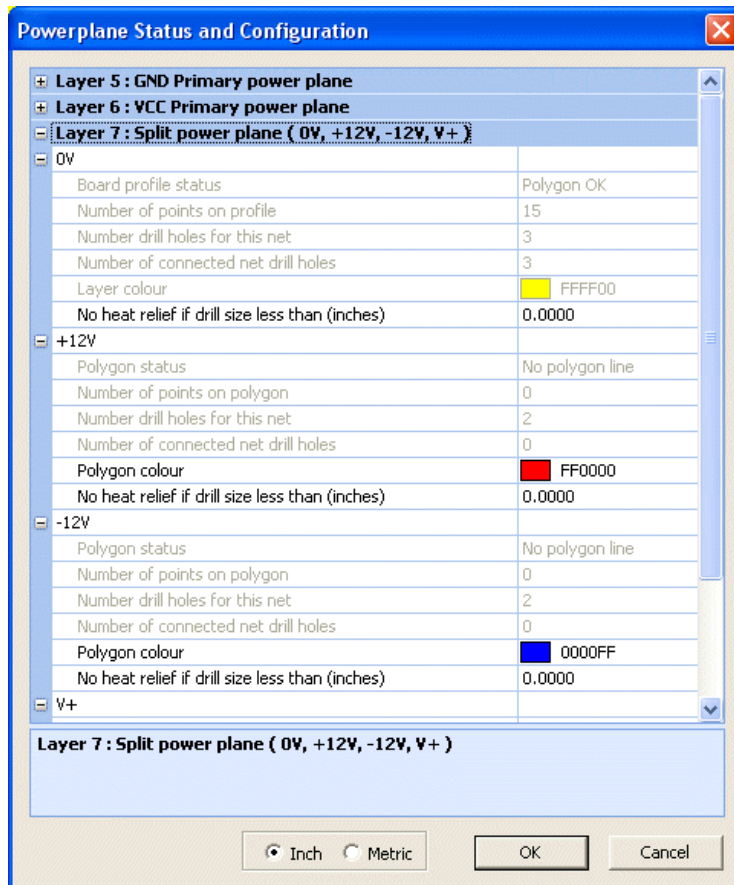 Powerplane Status and Configuration
Layer 5 : GND Primary power plane
Layer 6 : VCC Primary power plane
Layer 7 : Split power plane ( 0V, +12V, -12V, V+ )
0V
Board profile status Polygon OK
Number of points on profile 15
Number drill holes for this net 3
Number of connected net drill holes 3
Layer colour FFFF00
No heat relief if drill size less than (inches) 0.0000
+12V
Polygon status No polygon line
Number of points on polygon 0
Number drill holes for this net 2
Number of connected net drill holes 0
Polygon colour FF0000
No heat relief if drill size less than (inches) 0.0000
-12V
Polygon status No polygon line
Number of points on polygon 0
Number drill holes for this net 2
Number of connected net drill holes 0
Polygon colour 0000FF
No heat relief if drill size less than (inches) 0.0000
V+
Layer 7 : Split power plane ( 0V, +12V, -12V, V+ )
Inch Metric OK Cancel